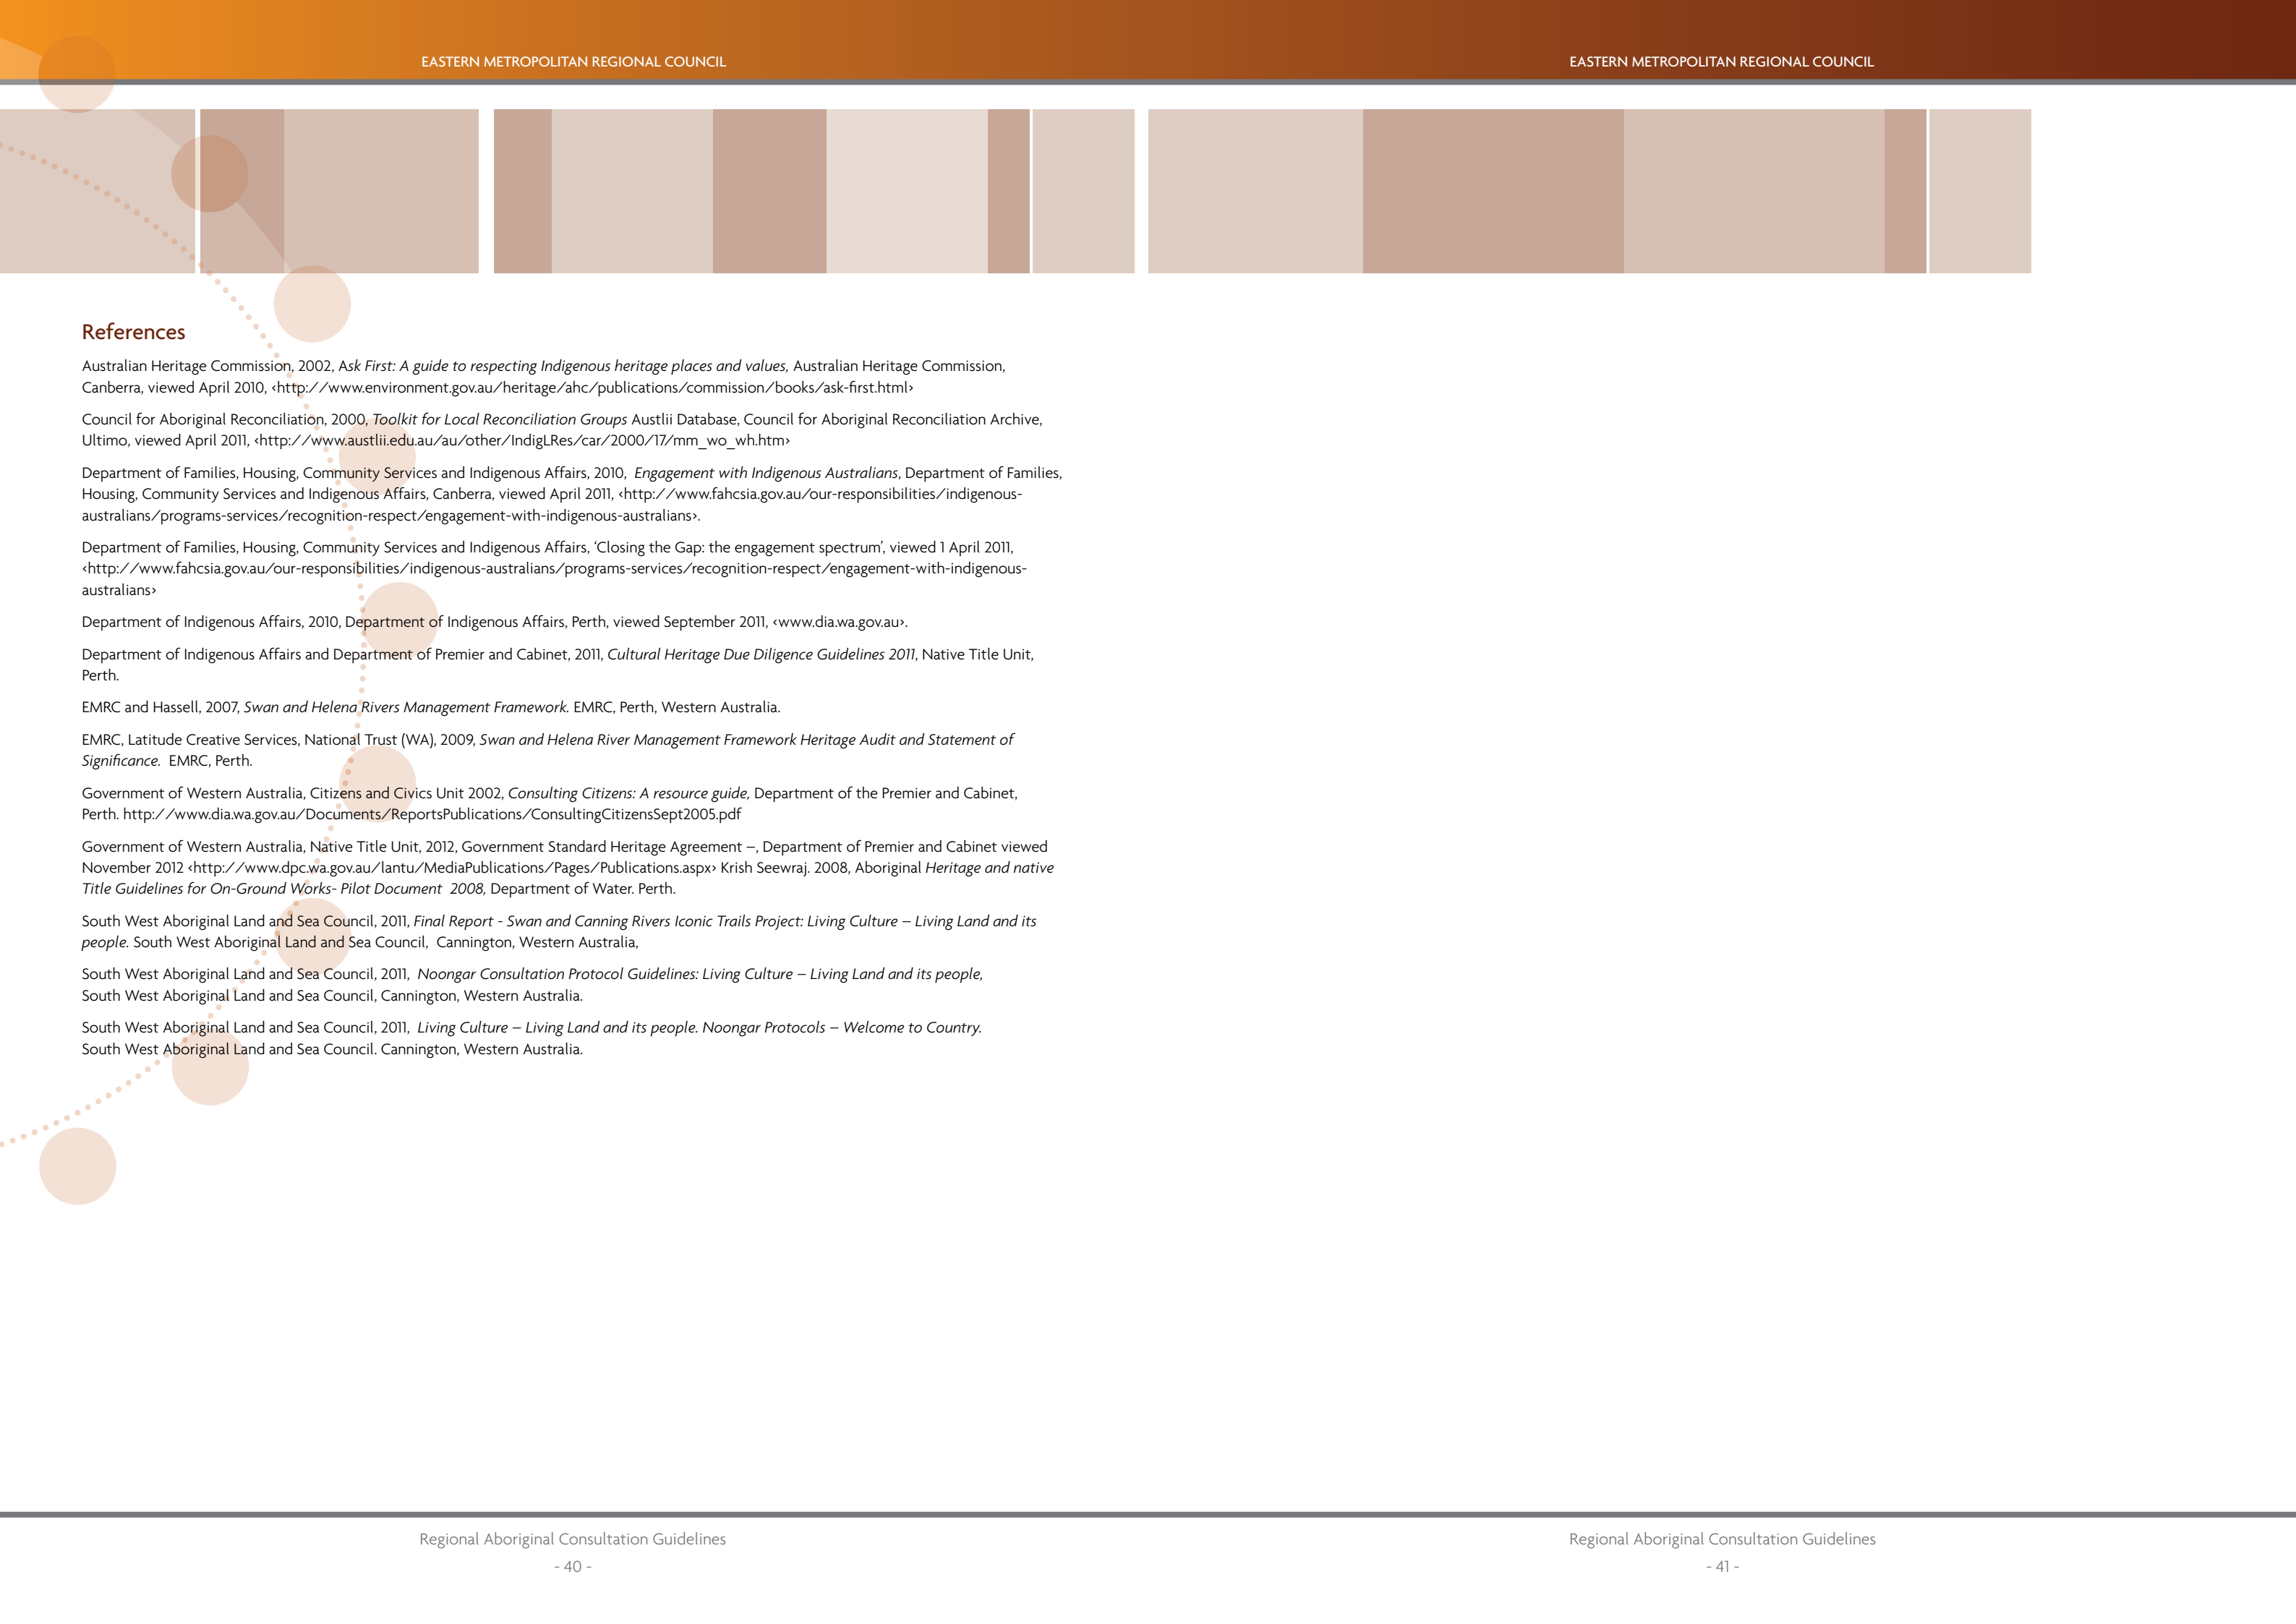 EASTERN METROPOLITAN REGIONAL COUNCIL
References
Australian Heritage Commission, 2002, Ask First: A guide to respecting Indigenous heritage places and values, Australian Heritage Commission,
Canberra, viewed April 2010, <http://www.environment.gov.au/heritage/ahc/publications/commission/books/ask-first.html>
Council for Aboriginal Reconciliation, 2000, Toolkit for Local Reconciliation Groups Austlii Database, Council for Aboriginal Reconciliation Archive,
Ultimo, viewed April 2011, <http://www.austlii.edu.au/au/other/IndigLRes/car/2000/17/mm_wo_wh.htm>
Department of Families, Housing, Community Services and Indigenous Affairs, 2010, Engagement with Indigenous Australians, Department of Families,
Housing, Community Services and Indigenous Affairs, Canberra, viewed April 2011, <http://www.fahcsia.gov.au/our-responsibilities/indigenous-
australians/programs-services/recognition-respect/engagement-with-indigenous-australians>.
Department of Families, Housing, Community Services and Indigenous Affairs, ‘Closing the Gap: the engagement spectrum’, viewed 1 April 2011,
<http://www.fahcsia.gov.au/our-responsibilities/indigenous-australians/programs-services/recognition-respect/engagement-with-indigenous-
australians>
Department of Indigenous Affairs, 2010, Department of Indigenous Affairs, Perth, viewed September 2011, <www.dia.wa.gov.au>.
Department of Indigenous Affairs and Department of Premier and Cabinet, 2011, Cultural Heritage Due Diligence Guidelines 2011, Native Title Unit,
Perth.
EMRC and Hassell, 2007, Swan and Helena Rivers Management Framework. EMRC, Perth, Western Australia.
EMRC, Latitude Creative Services, National Trust (WA), 2009, Swan and Helena River Management Framework Heritage Audit and Statement of
Significance. EMRC, Perth.
Government of Western Australia, Citizens and Civics Unit 2002, Consulting Citizens: A resource guide, Department of the Premier and Cabinet,
Perth. http://www.dia.wa.gov.au/Documents/ReportsPublications/ConsultingCitizensSept2005.pdf
Government of Western Australia, Native Title Unit, 2012, Government Standard Heritage Agreement –, Department of Premier and Cabinet viewed
November 2012 <http://www.dpc.wa.gov.au/lantu/MediaPublications/Pages/Publications.aspx> Krish Seewraj. 2008, Aboriginal Heritage and native
Title Guidelines for On-Ground Works- Pilot Document 2008, Department of Water. Perth.
South West Aboriginal Land and Sea Council, 2011, Final Report - Swan and Canning Rivers Iconic Trails Project: Living Culture – Living Land and its
people. South West Aboriginal Land and Sea Council, Cannington, Western Australia,
South West Aboriginal Land and Sea Council, 2011, Noongar Consultation Protocol Guidelines: Living Culture – Living Land and its people,
South West Aboriginal Land and Sea Council, Cannington, Western Australia.
South West Aboriginal Land and Sea Council, 2011, Living Culture – Living Land and its people. Noongar Protocols – Welcome to Country.
South West Aboriginal Land and Sea Council. Cannington, Western Australia.
Regional Aboriginal Consultation Guidelines
- 40 -
EASTERN METROPOLITAN REGIONAL COUNCIL
Regional Aboriginal Consultation Guidelines
- 41 -